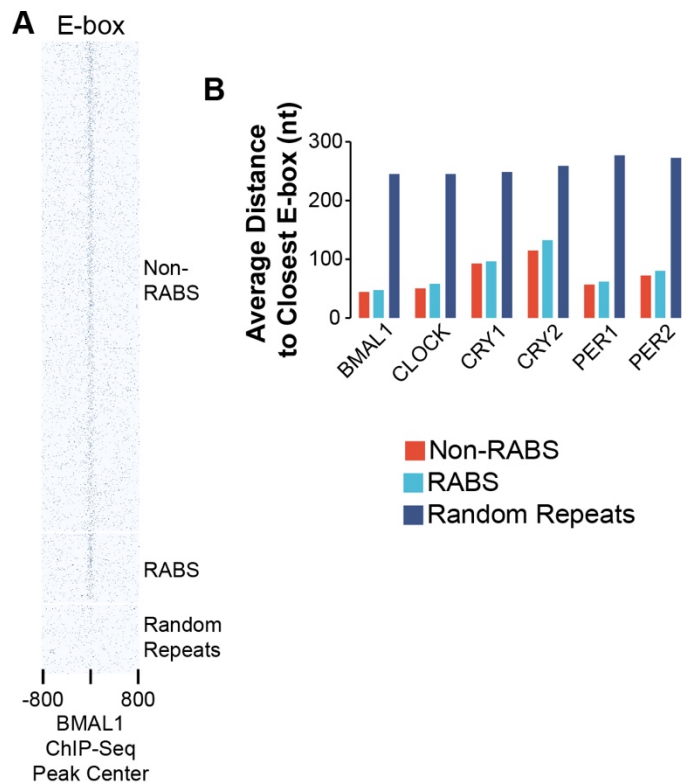 A
E-box
Non-
RABS
RABS
Random
Repeats
-800
800
BMAL1
ChIP-Seq
Peak Center
B
Average Distance
to Closest E-box (nt)
300
200
100
0
BMAL1
CLOCK
CRY1
CRY2
PER1
PER2
Non-RABS
RABS
Random Repeats